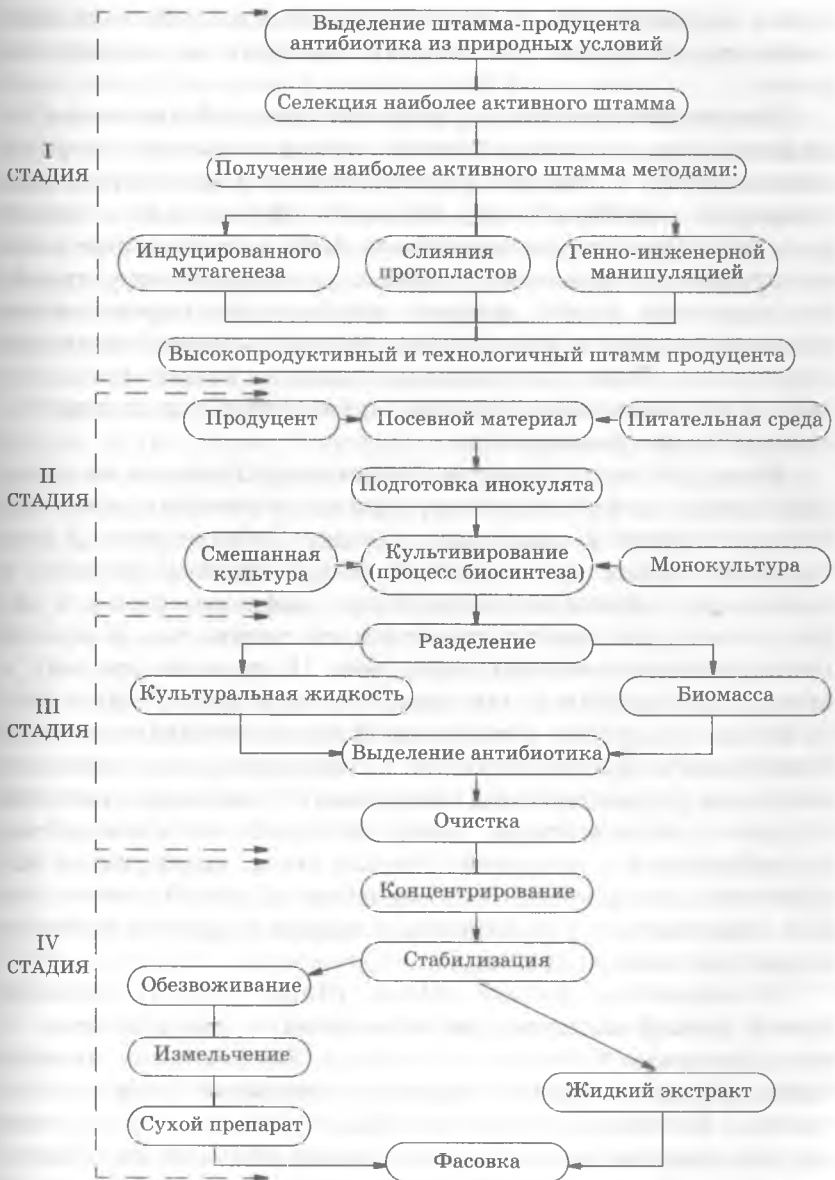 Выделение штамма-продуцента
антибиотика из природных условий
Селекция наиболее активного штамма
I
СТАДИЯ
Получение наиболее активного штамма методами:
Индуцированного
мутагенеза
Слияния
протопластов
Генно-инженерной
манипуляцией
Высокопродуктивный и технологичный штамм продуцента
Продуцент
Посевной материал
Питательная среда
II
СТАДИЯ
Подготовка инокулята
Смешанная
культура
Культивирование
(процесс биосинтеза)
Монокультура
Разделение
III
СТАДИЯ
Культуральная жидкость
Биомасса
Выделение антибиотика
Очистка
Концентрирование
IV
СТАДИЯ
Стабилизация
Обезвоживание
Измельчение
Жидкий экстракт
Сухой препарат
Фасовка